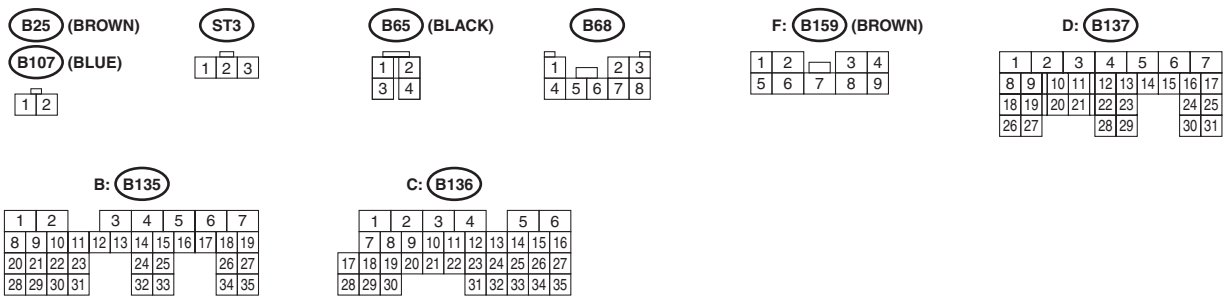 B25 (BROWN)
B107 (BLUE)
1 2
ST3
1 2 3
B65 (BLACK)
1 2
3 4
B68
1 2 3
4 5 6 7 8
F: B159 (BROWN)
1 2 3 4
5 6 7 8 9
D: B137
1 2 3 4 5 6 7
8 9 10 11 12 13 14 15 16 17
18 19 20 21 22 23 24 25
26 27 28 29 30 31
B: B135
1 2 3 4 5 6 7
8 9 10 11 12 13 14 15 16 17 18 19
20 21 22 23 24 25 26 27
28 29 30 31 32 33 34 35
C: B136
1 2 3 4 5 6
7 8 9 10 11 12 13 14 15 16
17 18 19 20 21 22 23 24 25 26 27
28 29 30 31 32 33 34 35